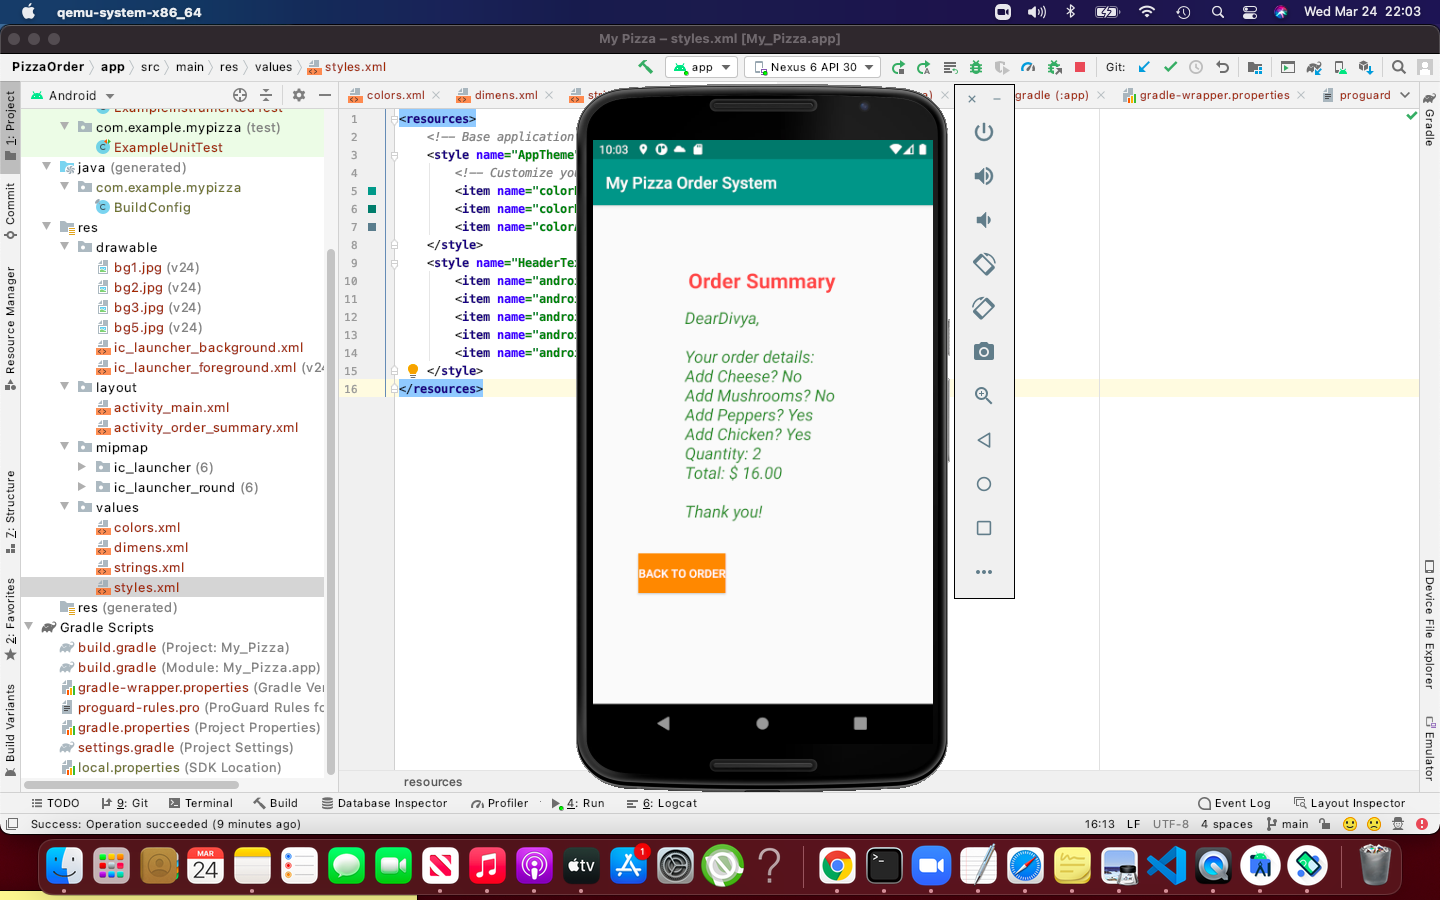 qemu-system-x86_64
Wed Mar 24 22:03
My Pizza – styles.xml [My_Pizza.app]
PizzaOrder app src main res values styles.xml
app
Nexus 6 API 30
Git:
Android
colors.xml
dimens.xml
gradle (:app)
gradle-wrapper.properties
proguard
1: Project
Commit
Resource Manager
Z: Structure
2: Favorites
Build Variants
com.example.mypizza (test)
ExampleUnitTest
java (generated)
com.example.mypizza
BuildConfig
res
drawable
bg1.jpg (v24)
bg2.jpg (v24)
bg3.jpg (v24)
bg5.jpg (v24)
ic_launcher_background.xml
ic_launcher_foreground.xml (v24
layout
activity_main.xml
activity_order_summary.xml
mipmap
ic_launcher (6)
ic_launcher_round (6)
values
colors.xml
dimens.xml
strings.xml
styles.xml
res (generated)
Gradle Scripts
build.gradle (Project: My_Pizza)
build.gradle (Module: My_Pizza.app)
gradle-wrapper.properties (Gradle Ver
proguard-rules.pro (ProGuard Rules fo
gradle.properties (Project Properties)
settings.gradle (Project Settings)
local.properties (SDK Location)
1 <resources>
2 <!-- Base application
3 <style name="AppTheme"
4 <!-- Customize you
5 <item name="color
6 <item name="color
7 <item name="color
8 </style>
9 <style name="HeaderTe
10 <item name="andro
11 <item name="andro
12 <item name="andro
13 <item name="andro
14 <item name="andro
15 </style>
16 </resources>
resources
10:03
My Pizza Order System
Order Summary
DearDivya,
Your order details:
Add Cheese? No
Add Mushrooms? No
Add Peppers? Yes
Add Chicken? Yes
Quantity: 2
Total: $ 16.00
Thank you!
BACK TO ORDER
Gradle
Device File Explorer
Emulator
TODO 9: Git Terminal Build Database Inspector Profiler 4: Run 6: Logcat
Event Log Layout Inspector
Success: Operation succeeded (9 minutes ago)
16:13 LF UTF-8 4 spaces main
MAR
24
tv
1